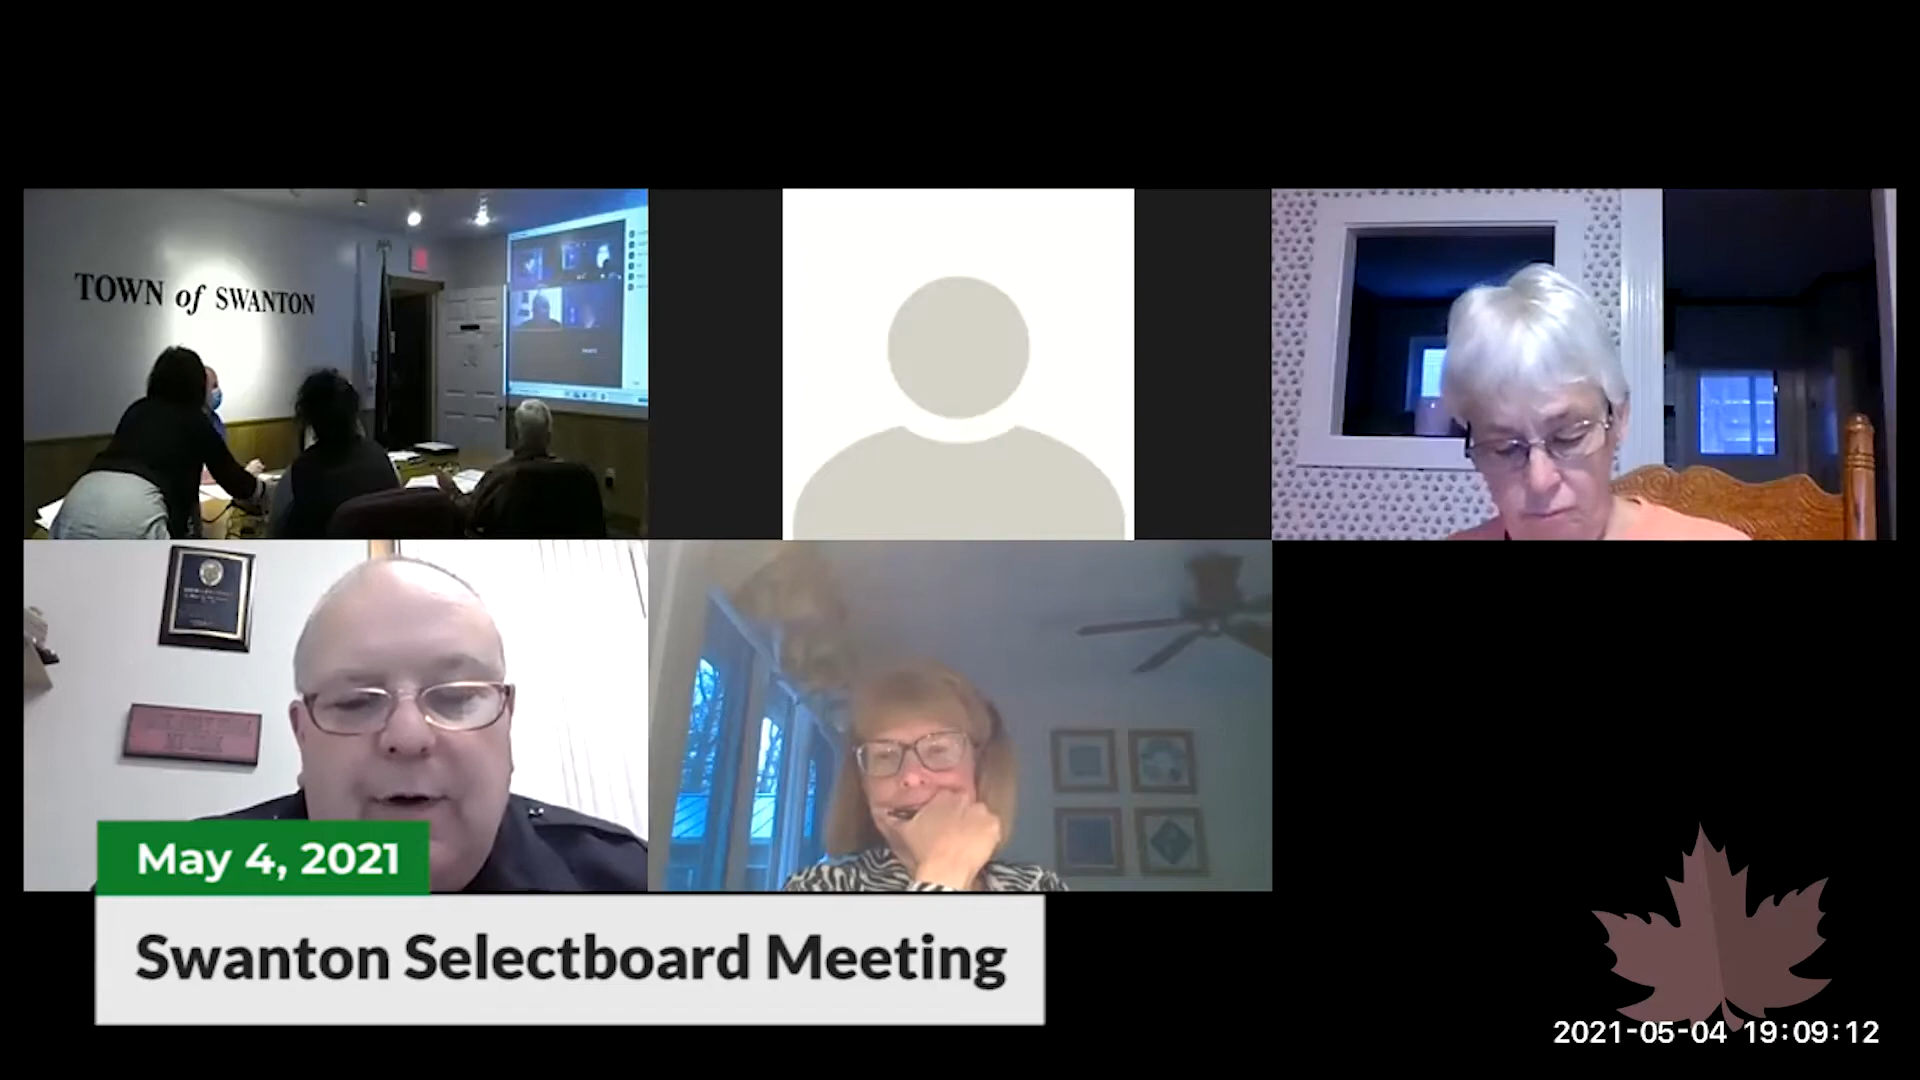 TOWN of SWANTON
May 4, 2021
Swanton Selectboard Meeting
2021-05-04 19:09:12